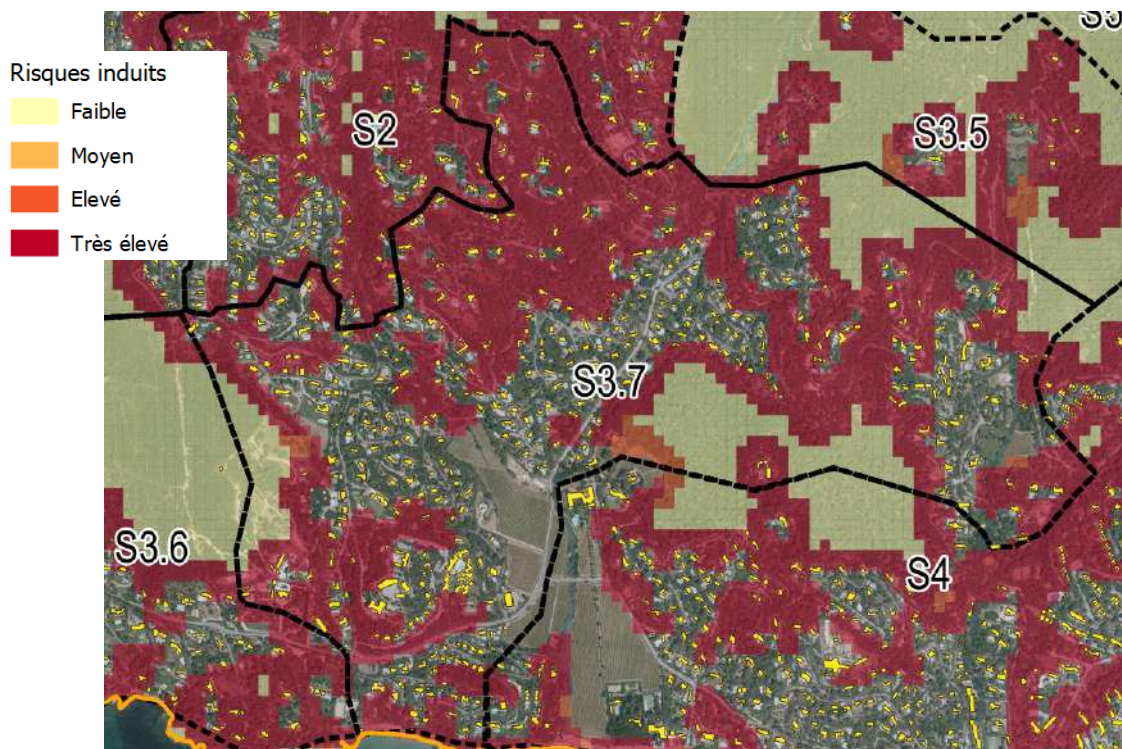 Risques induits
Faible
Moyen
Elevé
Très élevé
S2
S3.5
S3.7
S3.6
S4